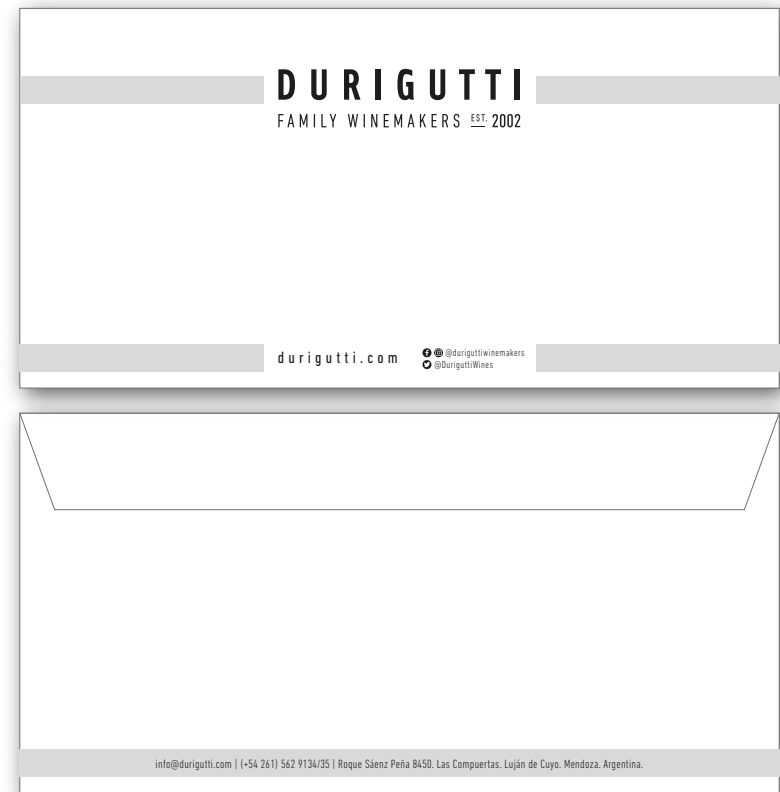 DURIGUTTI
FAMILY WINEMAKERS EST. 2002
durigutti.com
@duriguttiwinemakers
@DuriguttiWines
info@durigutti.com | (+54 261) 562 9134/35 | Roque Sáenz Peña 8450. Las Compuertas. Luján de Cuyo. Mendoza. Argentina.